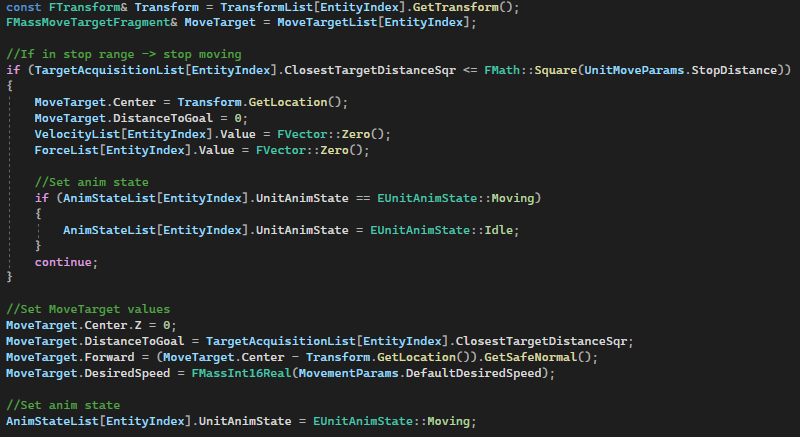 const FTransform& Transform = TransformList[EntityIndex].GetTransform();
FMassMoveTargetFragment& MoveTarget = MoveTargetList[EntityIndex];
//If in stop range -> stop moving
if (TargetAcquisitionList[EntityIndex].ClosestTargetDistanceSqr <= FMath::Square(UnitMoveParams.StopDistance))
{
MoveTarget.Center = Transform.GetLocation();
MoveTarget.DistanceToGoal = 0;
VelocityList[EntityIndex].Value = FVector::Zero();
ForceList[EntityIndex].Value = FVector::Zero();
//Set anim state
if (AnimStateList[EntityIndex].UnitAnimState == EUnitAnimState::Moving)
{
AnimStateList[EntityIndex].UnitAnimState = EUnitAnimState::Idle;
}
continue;
}
//Set MoveTarget values
MoveTarget.Center.Z = 0;
MoveTarget.DistanceToGoal = TargetAcquisitionList[EntityIndex].ClosestTargetDistanceSqr;
MoveTarget.Forward = (MoveTarget.Center - Transform.GetLocation()).GetSafeNormal();
MoveTarget.DesiredSpeed = FMassInt16Real(MovementParams.DefaultDesiredSpeed);
//Set anim state
AnimStateList[EntityIndex].UnitAnimState = EUnitAnimState::Moving;